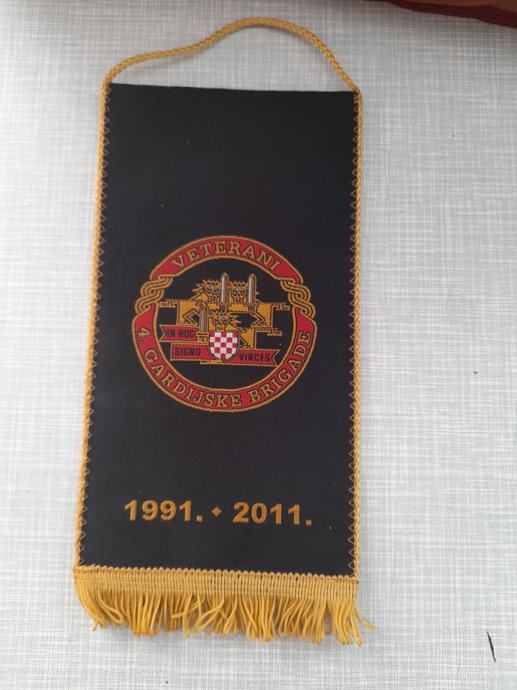 VETERANI
IN HOC
SIGNO VINCES
4. GARDIJSKE BRIGADE
1991. • 2011.